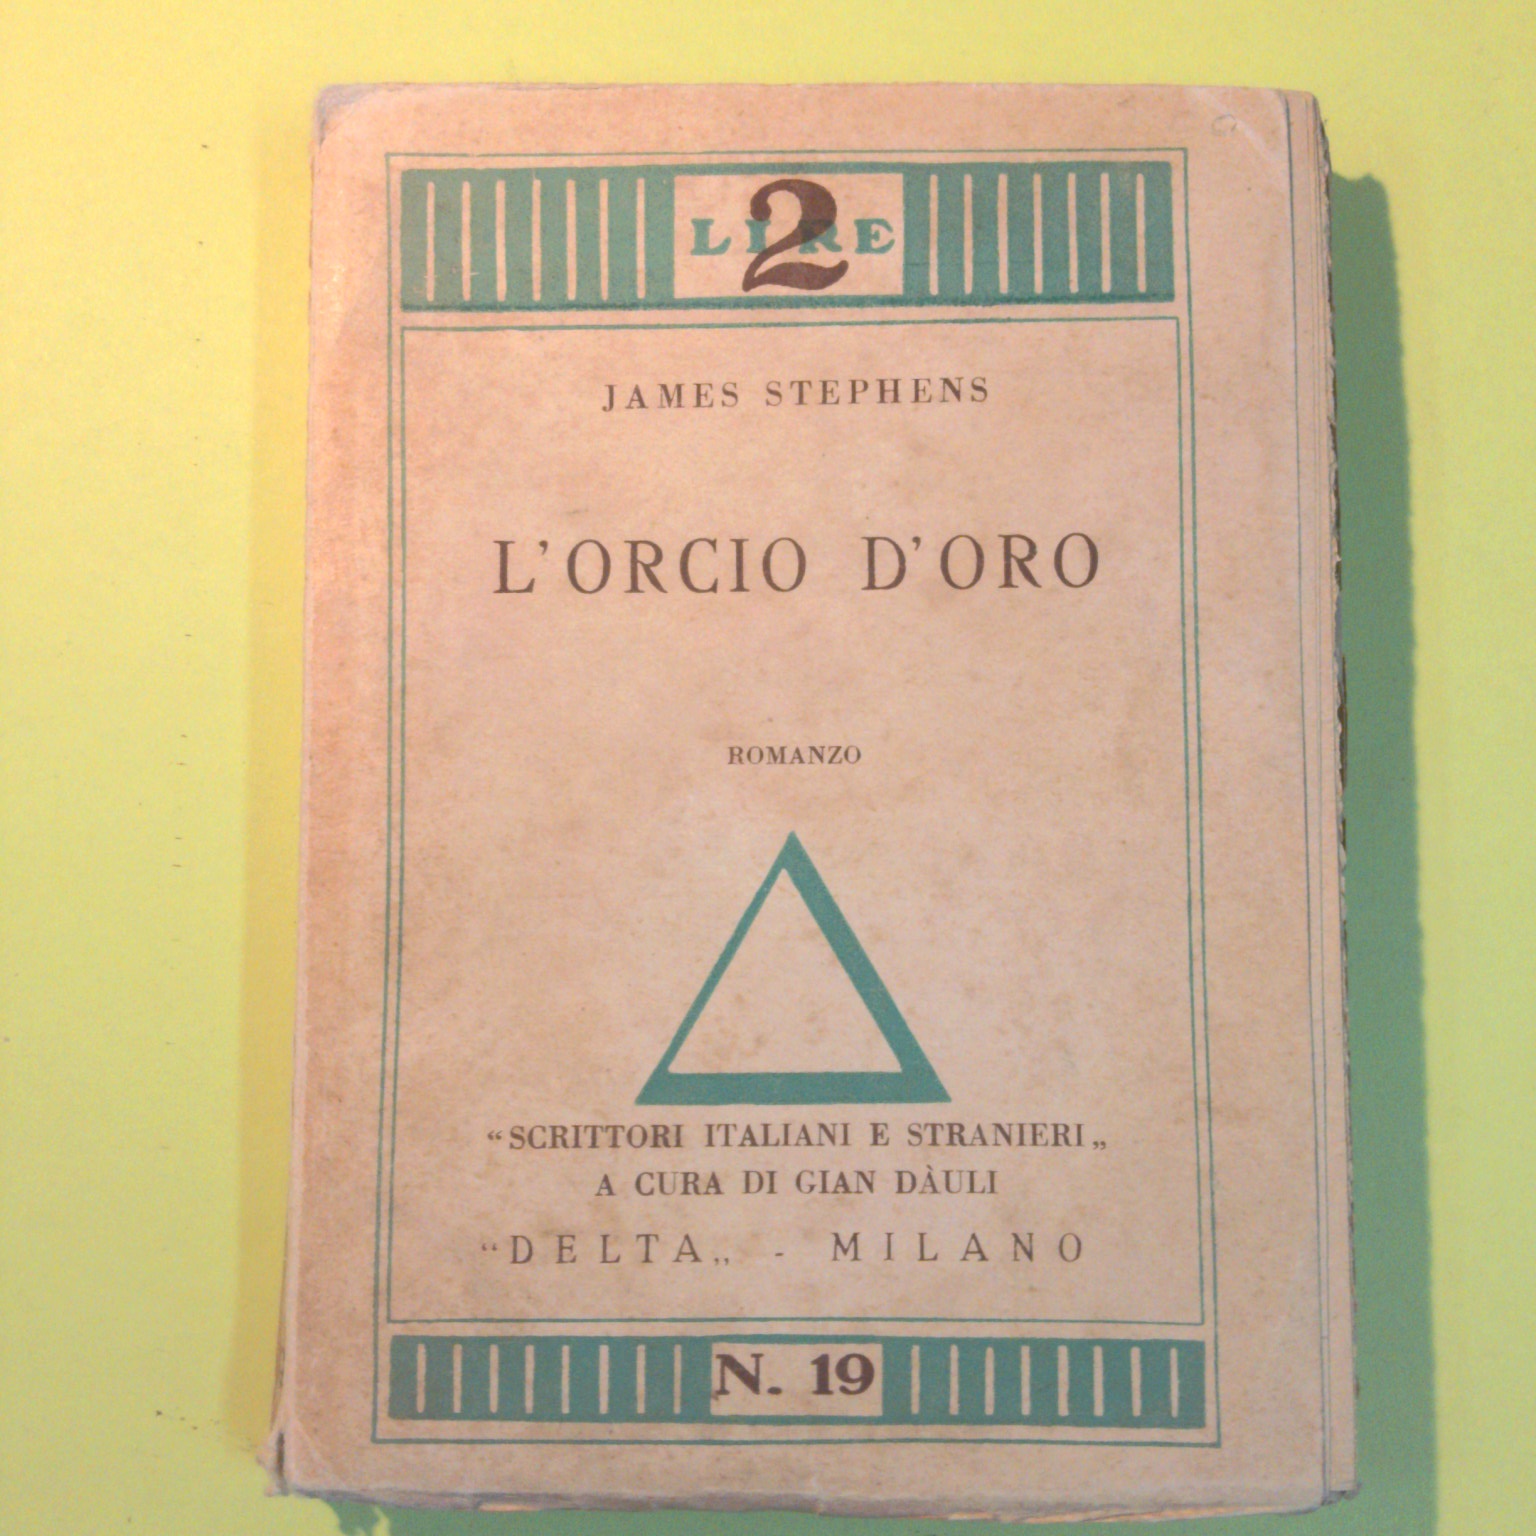 2 LIRE
JAMES STEPHENS
L'ORCIO D'ORO
ROMANZO
“SCRITTORI ITALIANI E STRANIERI„
A CURA DI GIAN DÀULI
“DELTA„ - MILANO
N. 19